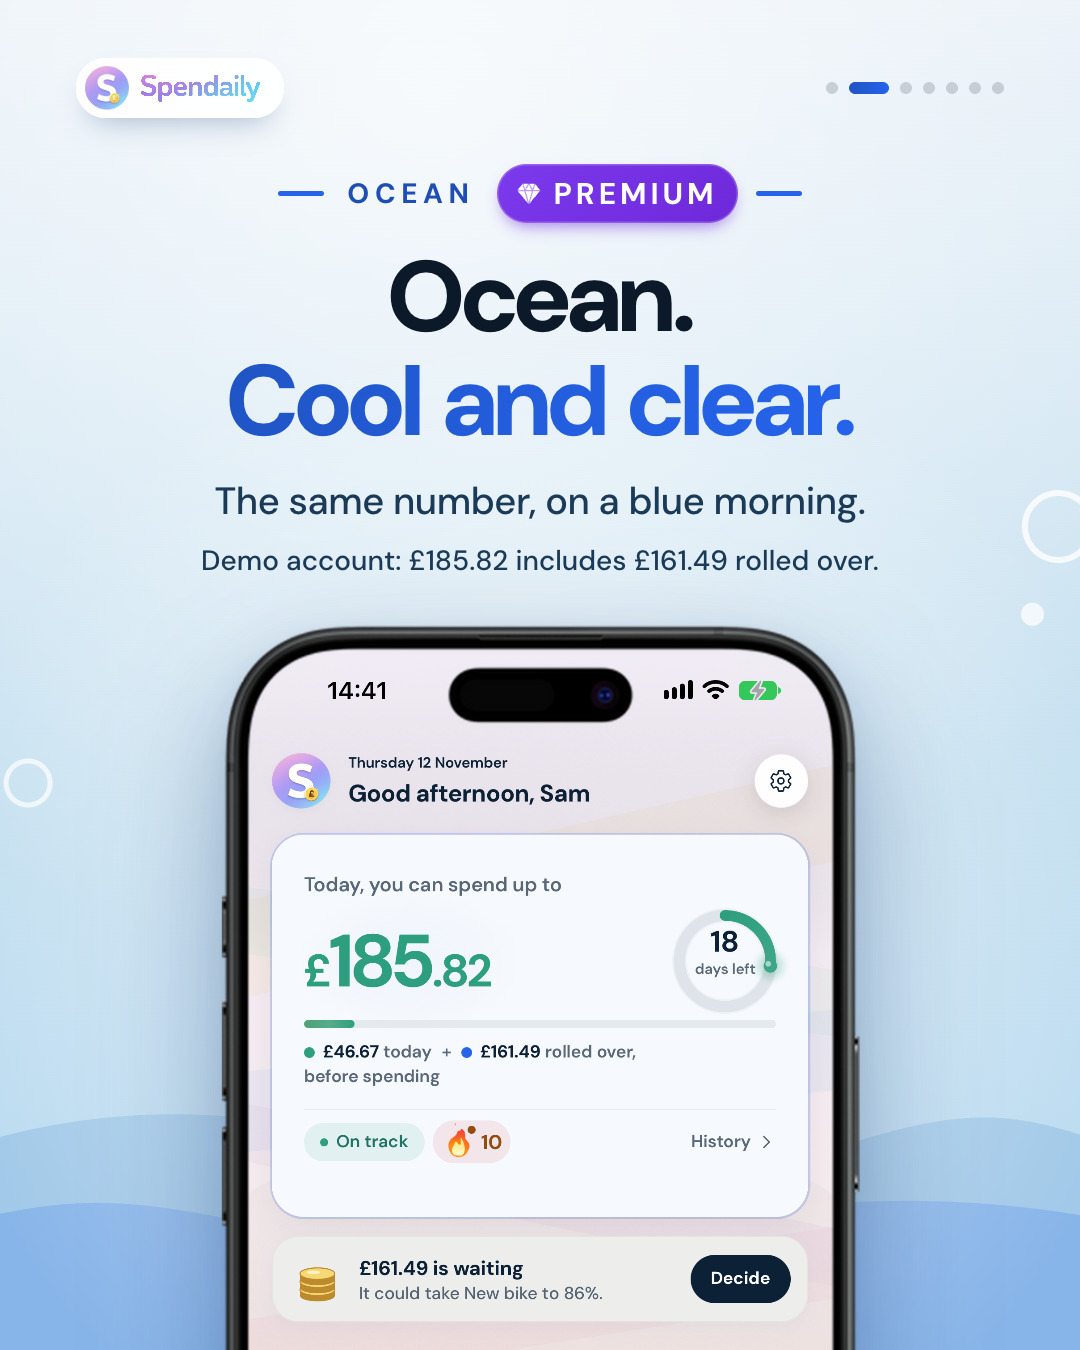 Spendaily
OCEAN
PREMIUM
Ocean.
Cool and clear.
The same number, on a blue morning.
Demo account: £185.82 includes £161.49 rolled over.
14:41
Thursday 12 November
Good afternoon, Sam
Today, you can spend up to
£185.82
18
days left
£46.67 today + £161.49 rolled over,
before spending
On track
10
History
£161.49 is waiting
It could take New bike to 86%.
Decide